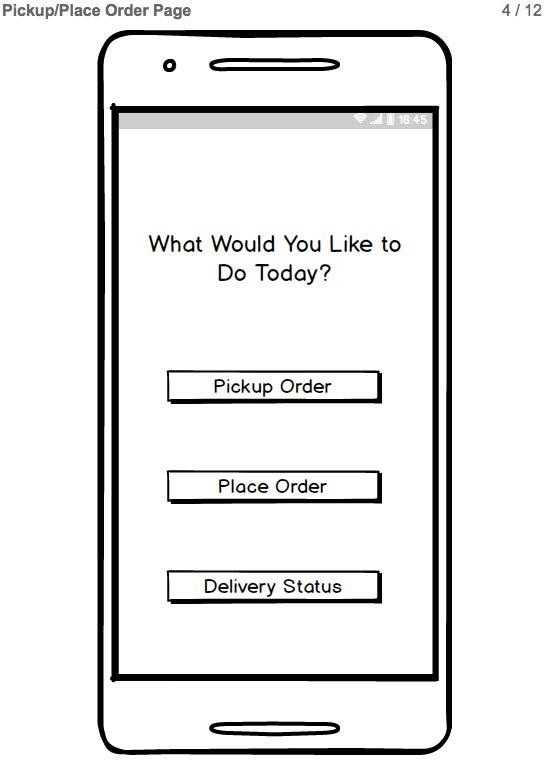 Pickup/Place Order Page 4 / 12
18:45
What Would You Like to
Do Today?
Pickup Order
Place Order
Delivery Status